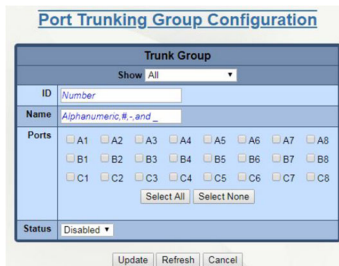 Port Trunking Group Configuration
Trunk Group
Show All
ID Number
Name Alphanumeric,#,-,and _
Ports A1 A2 A3 A4 A5 A6 A7 A8
B1 B2 B3 B4 B5 B6 B7 B8
C1 C2 C3 C4 C5 C6 C7 C8
Select All Select None
Status Disabled
Update Refresh Cancel